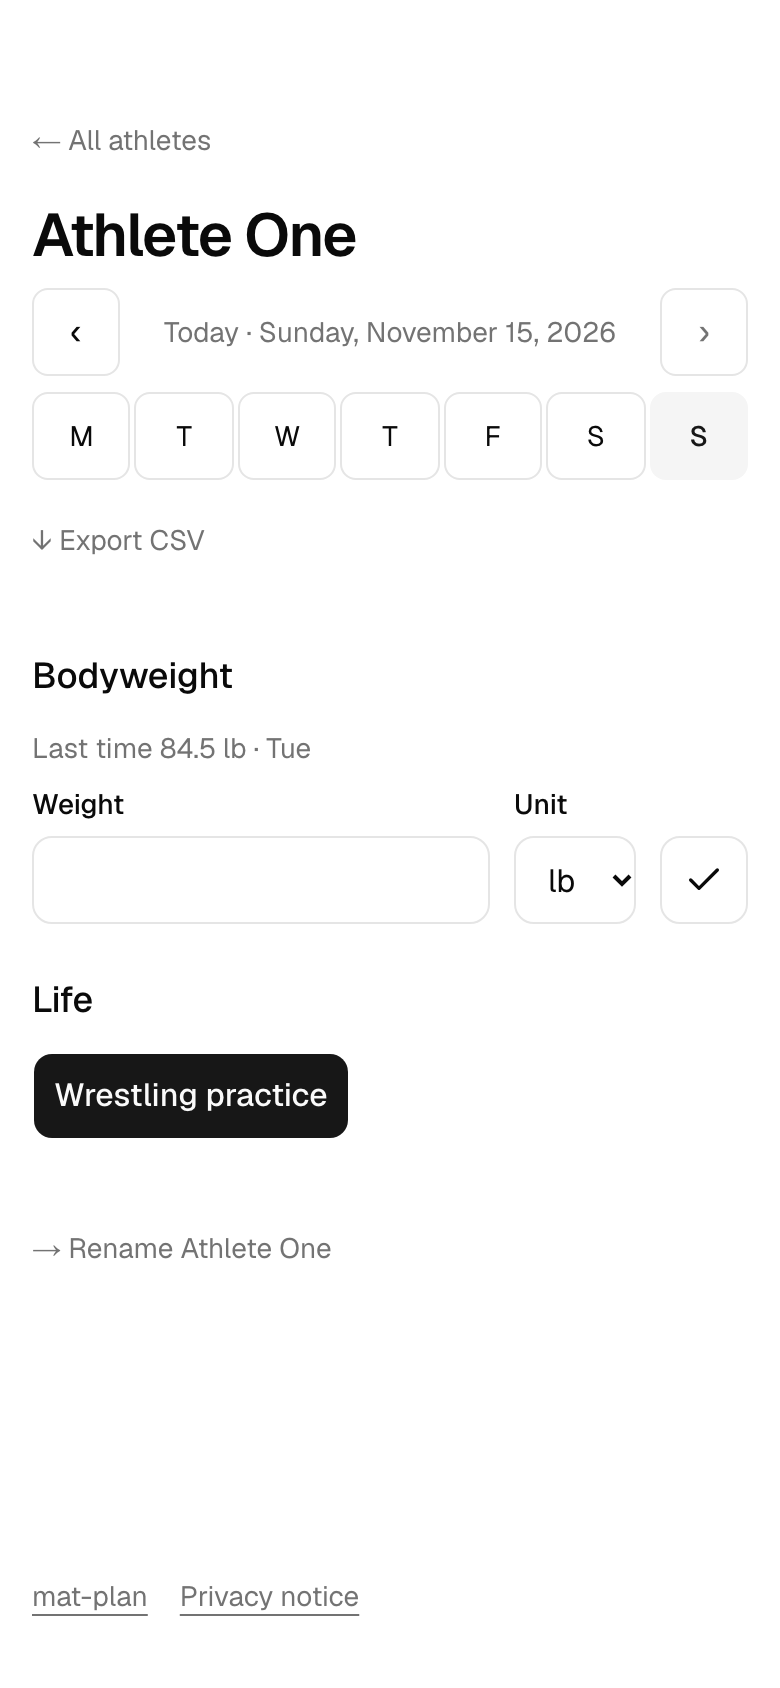 ← All athletes
Athlete One
‹ Today · Sunday, November 15, 2026 ›
M T W T F S S
↓ Export CSV
Bodyweight
Last time 84.5 lb · Tue
Weight Unit
lb
Life
Wrestling practice
→ Rename Athlete One
mat-plan Privacy notice